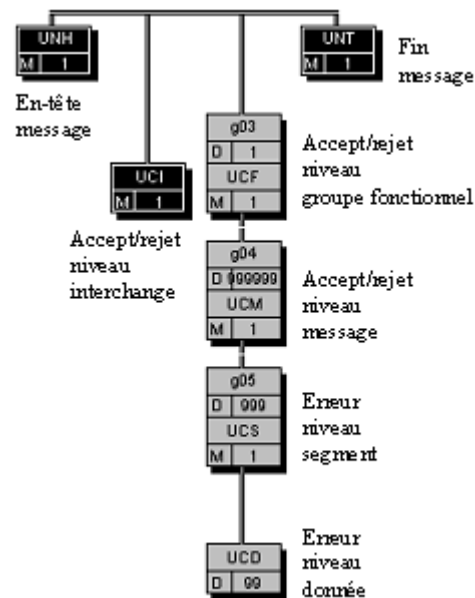 UNH
M 1
En-tête
message
UNT
M 1
Fin
message
UCI
M 1
Accept/rejet
niveau
interchange
g03
D 1
UCF
M 1
Accept/rejet
niveau
groupe fonctionnel
g04
D 999999
UCM
M 1
Accept/rejet
niveau
message
g05
D 999
UCS
M 1
Erreur
niveau
segment
UCD
D 99
Erreur
niveau
donnée